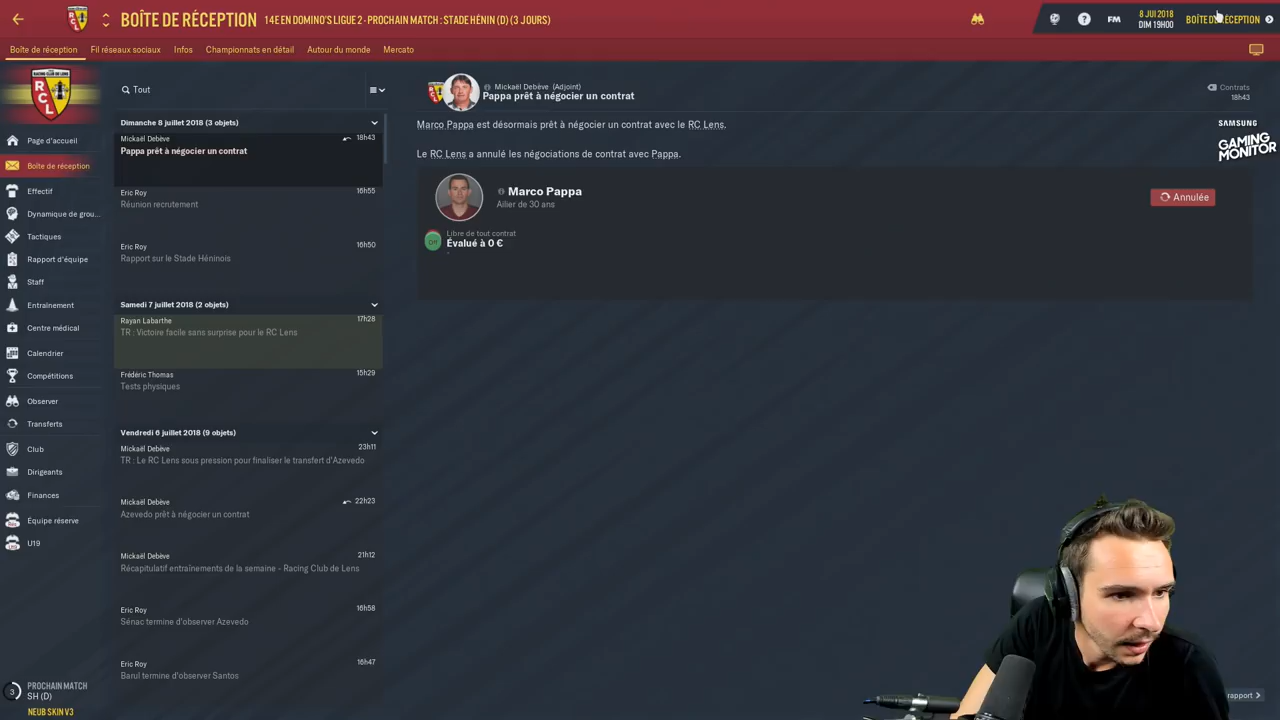 BOÎTE DE RÉCEPTION
14E EN DOMINO'S LIGUE 2 - PROCHAIN MATCH : STADE HÉNIN (D) (3 JOURS)
FM
8 JUI 2018
DIM 19H00
BOÎTE DE RÉCEPTION
Boîte de réception
Fil réseaux sociaux
Infos
Championnats en détail
Autour du monde
Mercato
RCL
Page d'accueil
Boîte de réception
Effectif
Dynamique de grou...
Tactiques
Rapport d'équipe
Staff
Entraînement
Centre médical
Calendrier
Compétitions
Observer
Transferts
Club
Dirigeants
Finances
Équipe réserve
U19
3
PROCHAIN MATCH
SH (D)
NEUB SKIN V3
Tout
Dimanche 8 juillet 2018 (3 objets)
Mickaël Debève 18h43
Pappa prêt à négocier un contrat
Eric Roy 16h55
Réunion recrutement
Eric Roy 16h50
Rapport sur le Stade Héninois
Samedi 7 juillet 2018 (2 objets)
Rayan Labarthe 17h28
TR : Victoire facile sans surprise pour le RC Lens
Frédéric Thomas 15h29
Tests physiques
Vendredi 6 juillet 2018 (9 objets)
Mickaël Debève 23h11
TR : Le RC Lens sous pression pour finaliser le transfert d'Azevedo
Mickaël Debève 22h23
Azevedo prêt à négocier un contrat
Mickaël Debève 21h12
Récapitulatif entraînements de la semaine - Racing Club de Lens
Eric Roy 16h58
Sénac termine d'observer Azevedo
Eric Roy 16h47
Barul termine d'observer Santos
Mickaël Debève (Adjoint)
Pappa prêt à négocier un contrat
Contrats
18h43
Marco Pappa est désormais prêt à négocier un contrat avec le RC Lens.
Le RC Lens a annulé les négociations de contrat avec Pappa.
Marco Pappa
Ailier de 30 ans
Annulée
Libre de tout contrat
Évalué à 0 €
SAMSUNG
GAMING
MONITOR
rapport